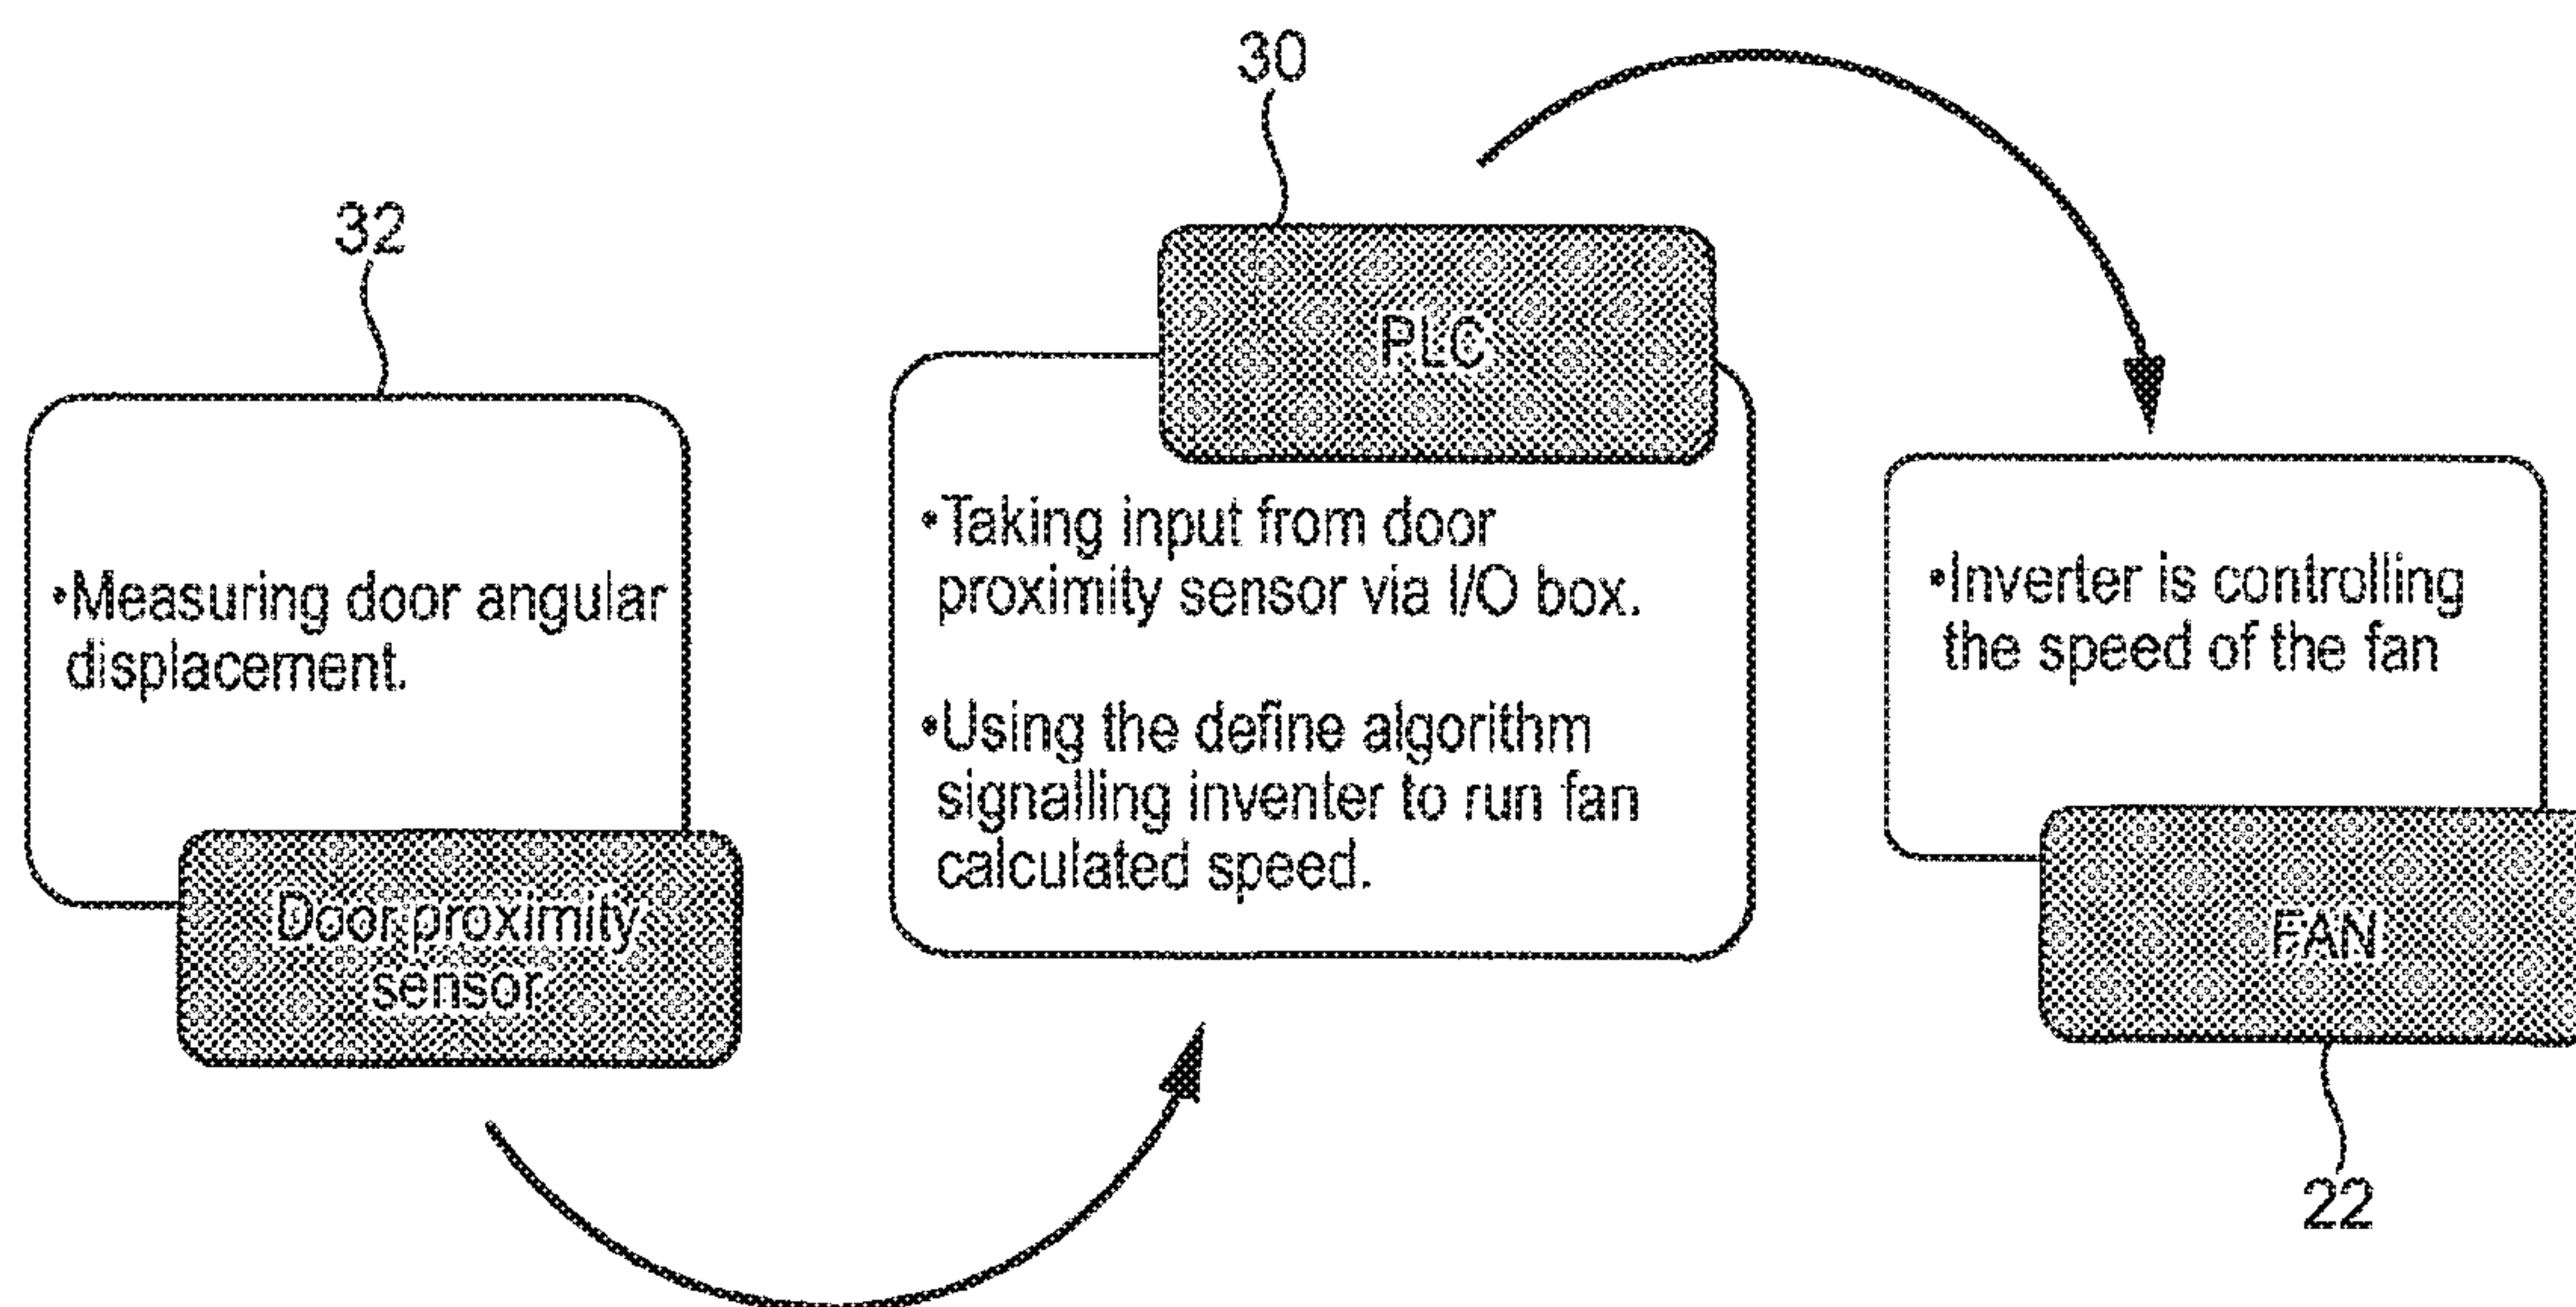 32
•Measuring door angular
displacement.
Door proximity
sensor
30
PLC
•Taking input from door
proximity sensor via I/O box.
•Using the define algorithm
signalling inventer to run fan
calculated speed.
•Inverter is controlling
the speed of the fan
FAN
22